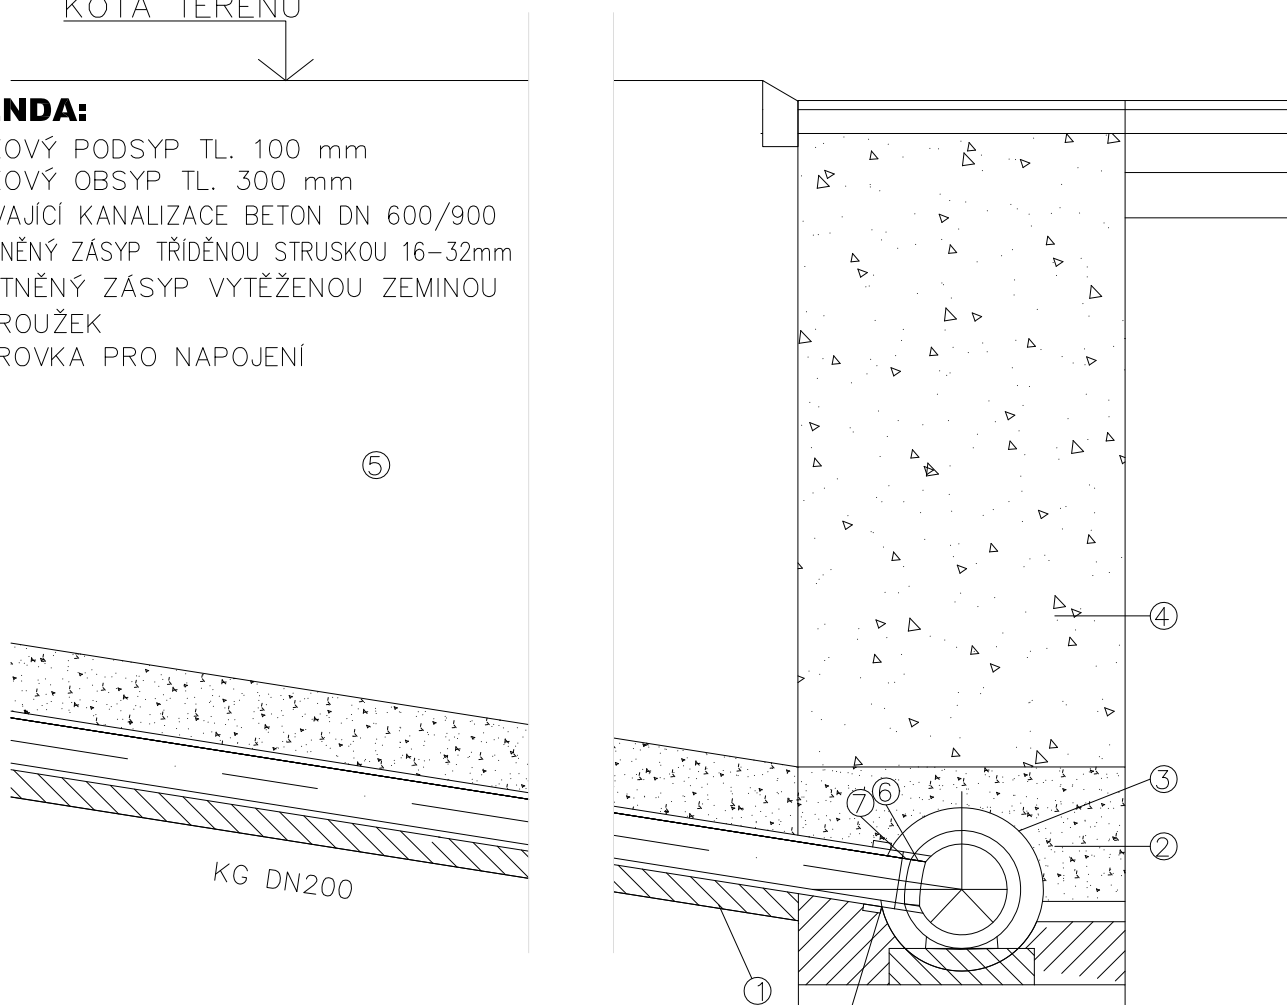 KÓTA TERÉNU
NDA:
OVÝ PODSYP TL. 100 mm
OVÝ OBSYP TL. 300 mm
VAJÍCÍ KANALIZACE BETON DN 600/900
NĚNÝ ZÁSYP TŘÍDĚNOU STRUSKOU 16-32mm
TNĚNÝ ZÁSYP VYTĚŽENOU ZEMINOU
ROUŽEK
ROVKA PRO NAPOJENÍ
5
4
3
7 6
2
KG DN200
1